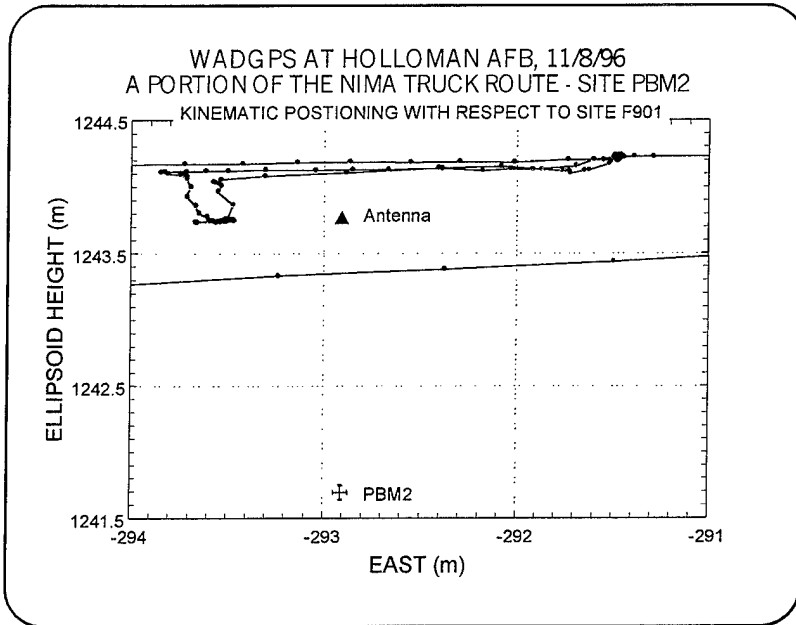 WADGPS AT HOLLOMAN AFB, 11/8/96
A PORTION OF THE NIMA TRUCK ROUTE - SITE PBM2
KINEMATIC POSTIONING WITH RESPECT TO SITE F901
1244.5
1243.5
1242.5
1241.5
ELLIPSOID HEIGHT (m)
Antenna
PBM2
-294
-293
-292
-291
EAST (m)